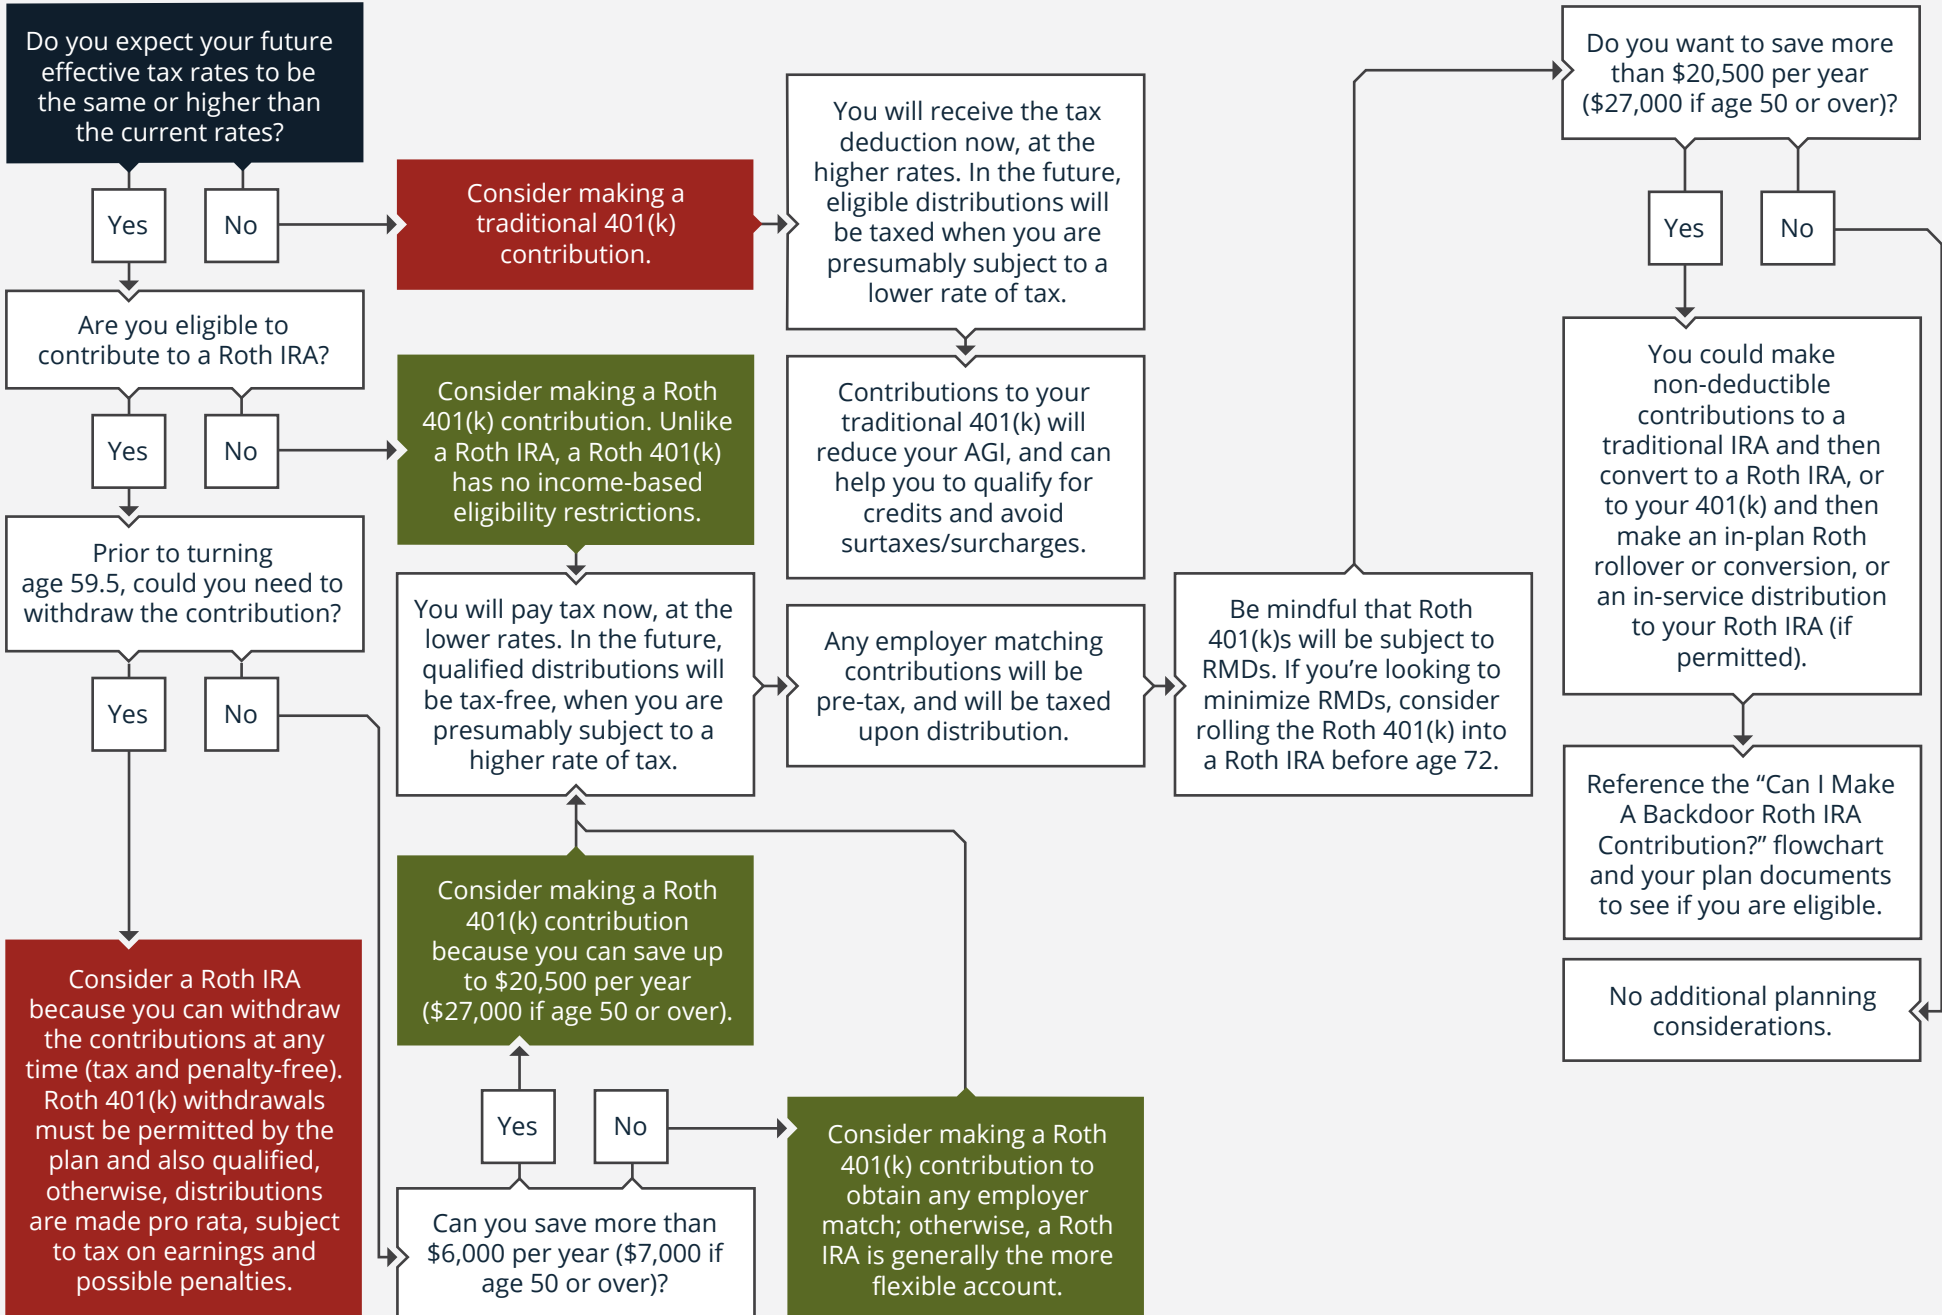 Do you expect your future
effective tax rates to be
the same or higher than
the current rates?
Yes
No
Consider making a
traditional 401(k)
contribution.
You will receive the tax
deduction now, at the
higher rates. In the future,
eligible distributions will
be taxed when you are
presumably subject to a
lower rate of tax.
Contributions to your
traditional 401(k) will
reduce your AGI, and can
help you to qualify for
credits and avoid
surtaxes/surcharges.
Are you eligible to
contribute to a Roth IRA?
Yes
No
Consider making a Roth
401(k) contribution. Unlike
a Roth IRA, a Roth 401(k)
has no income-based
eligibility restrictions.
Prior to turning
age 59.5, could you need to
withdraw the contribution?
Yes
No
Consider a Roth IRA
because you can withdraw
the contributions at any
time (tax and penalty-free).
Roth 401(k) withdrawals
must be permitted by the
plan and also qualified,
otherwise, distributions
are made pro rata, subject
to tax on earnings and
possible penalties.
Can you save more than
$6,000 per year ($7,000 if
age 50 or over)?
Yes
No
Consider making a Roth
401(k) contribution
because you can save up
to $20,500 per year
($27,000 if age 50 or over).
Consider making a Roth
401(k) contribution to
obtain any employer
match; otherwise, a Roth
IRA is generally the more
flexible account.
You will pay tax now, at the
lower rates. In the future,
qualified distributions will
be tax-free, when you are
presumably subject to a
higher rate of tax.
Any employer matching
contributions will be
pre-tax, and will be taxed
upon distribution.
Be mindful that Roth
401(k)s will be subject to
RMDs. If you’re looking to
minimize RMDs, consider
rolling the Roth 401(k) into
a Roth IRA before age 72.
Do you want to save more
than $20,500 per year
($27,000 if age 50 or over)?
Yes
No
You could make
non-deductible
contributions to a
traditional IRA and then
convert to a Roth IRA, or
to your 401(k) and then
make an in-plan Roth
rollover or conversion, or
an in-service distribution
to your Roth IRA (if
permitted).
Reference the “Can I Make
A Backdoor Roth IRA
Contribution?” flowchart
and your plan documents
to see if you are eligible.
No additional planning
considerations.